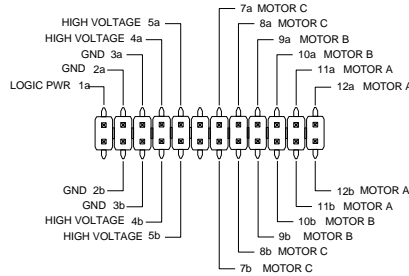 7a MOTOR C
HIGH VOLTAGE 5a
8a MOTOR C
HIGH VOLTAGE 4a
9a MOTOR B
GND 3a
10a MOTOR B
GND 2a
11a MOTOR A
LOGIC PWR 1a
12a MOTOR A
GND 2b
12b MOTOR A
GND 3b
11b MOTOR A
HIGH VOLTAGE 4b
10b MOTOR B
HIGH VOLTAGE 5b
9b MOTOR B
8b MOTOR C
7b MOTOR C